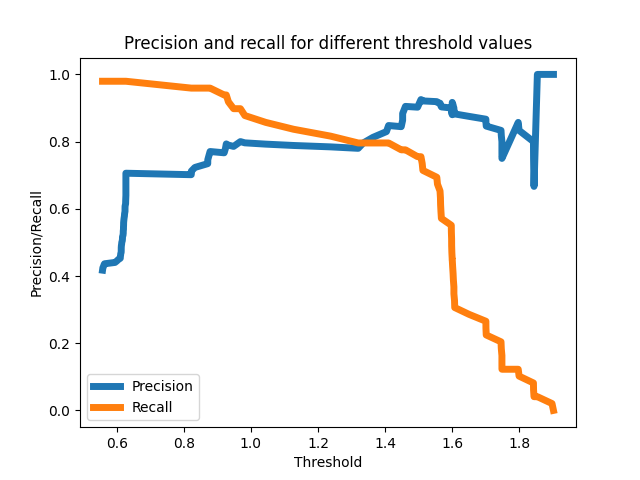 Precision and recall for different threshold values
1.0
0.8
0.6
0.4
0.2
0.0
Precision/Recall
Precision
Recall
0.6 0.8 1.0 1.2 1.4 1.6 1.8
Threshold